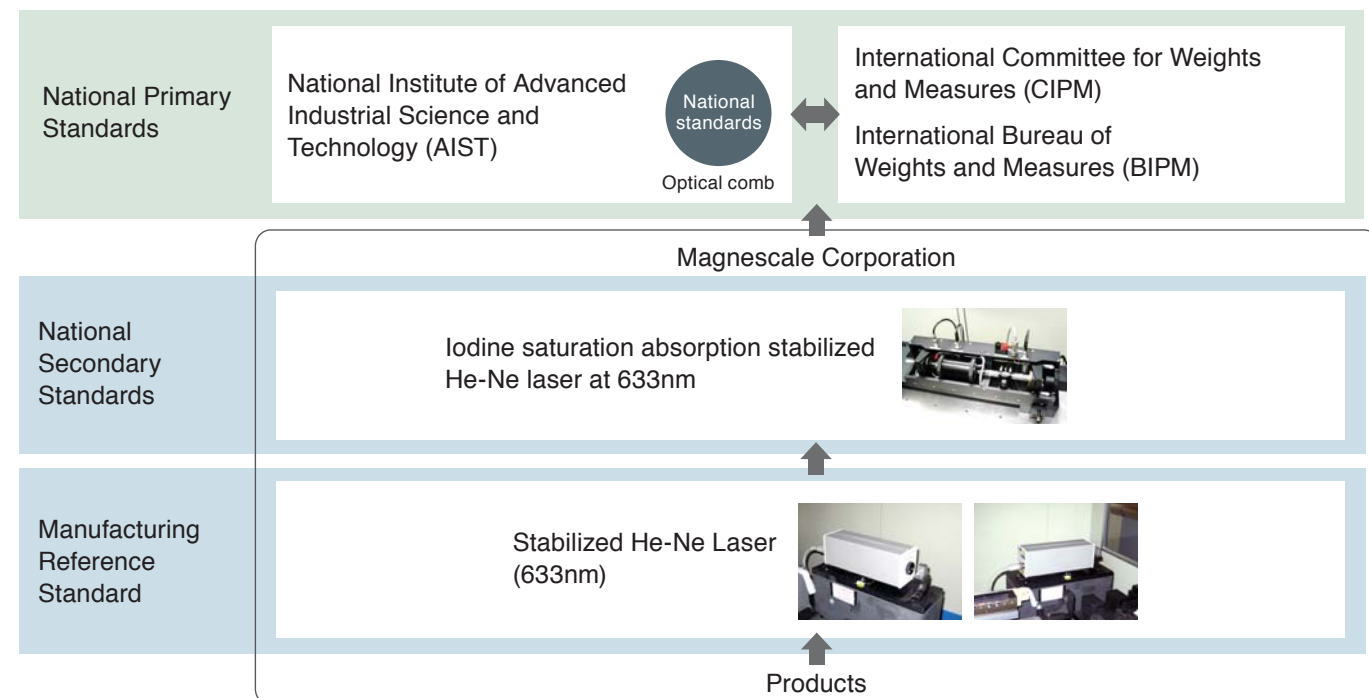 National Primary
Standards
National Institute of Advanced
Industrial Science and
Technology (AIST)
National
standards
Optical comb
International Committee for Weights
and Measures (CIPM)
International Bureau of
Weights and Measures (BIPM)
Magnescale Corporation
National
Secondary
Standards
Iodine saturation absorption stabilized
He-Ne laser at 633nm
Manufacturing
Reference
Standard
Stabilized He-Ne Laser
(633nm)
Products